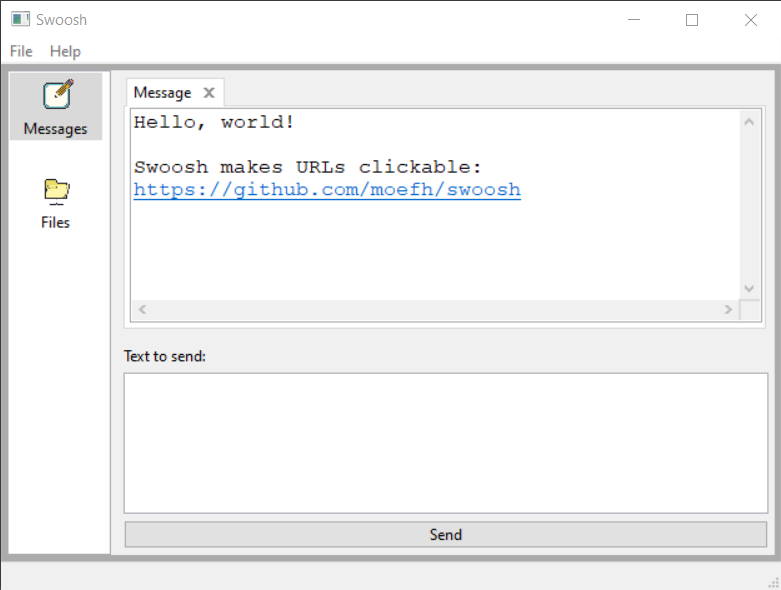 Swoosh
File Help
Messages
Files
Message
Hello, world!
Swoosh makes URLs clickable:
https://github.com/moefh/swoosh
Text to send:
Send